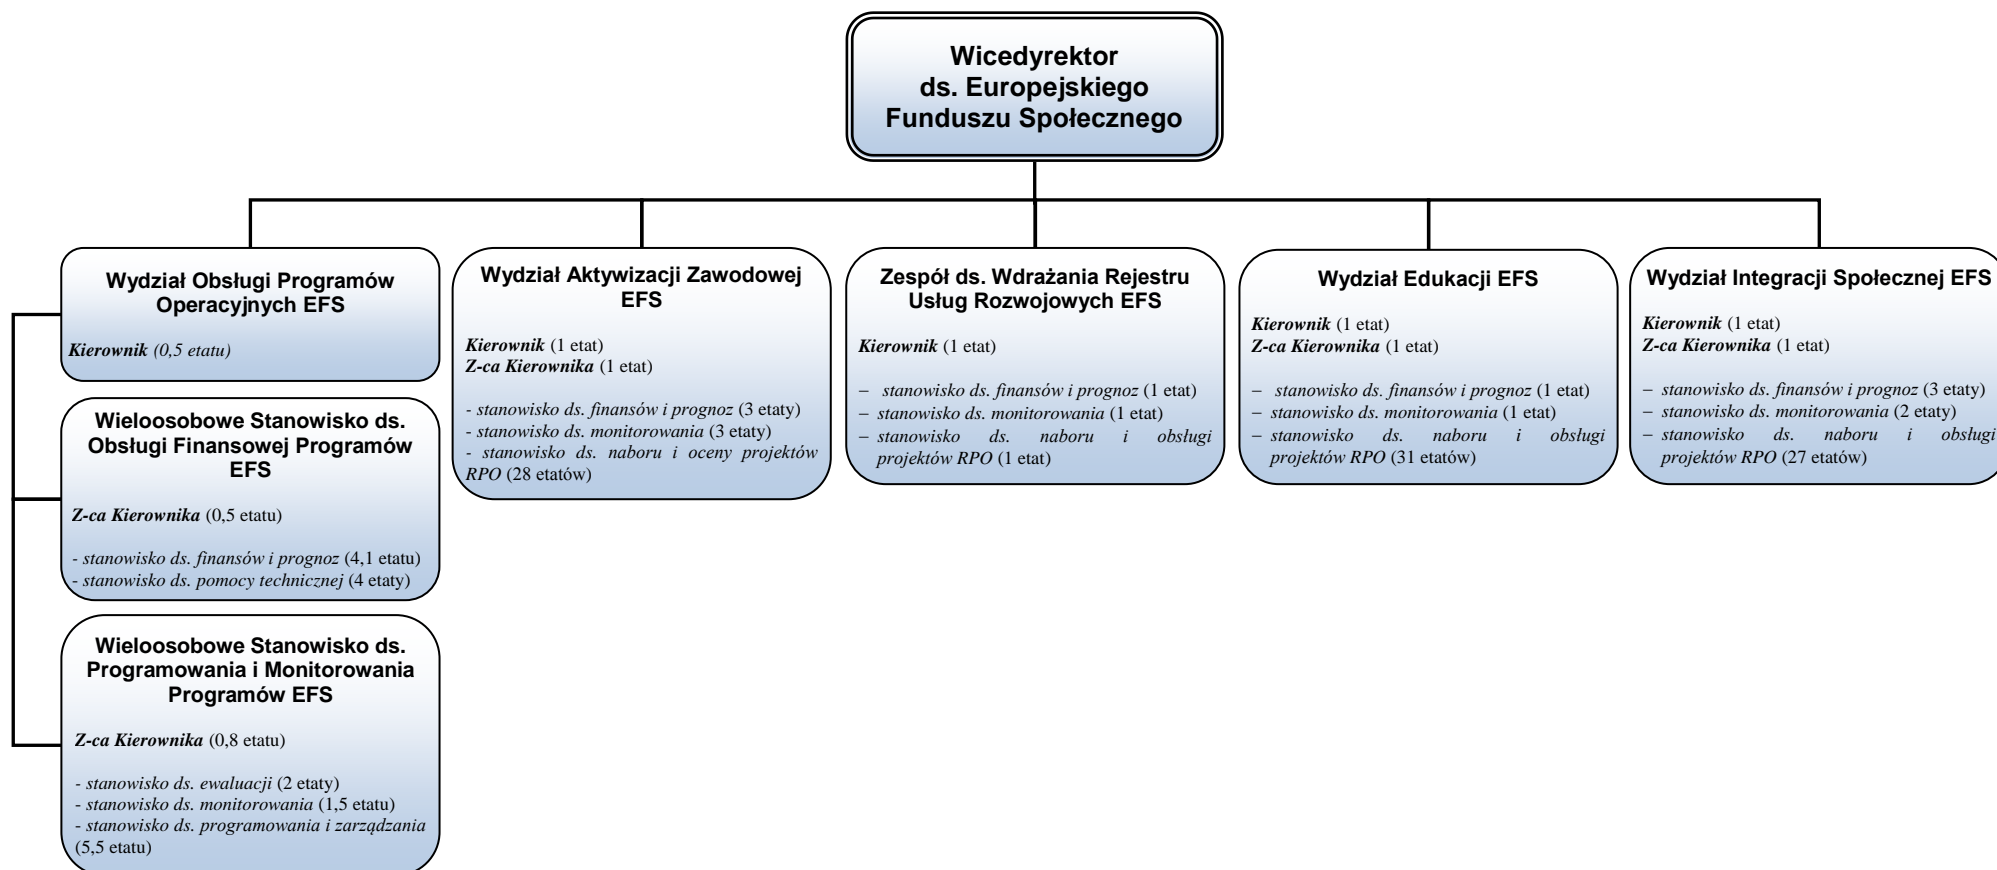 Wicedyrektor
ds. Europejskiego
Funduszu Społecznego
Wydział Obsługi Programów
Operacyjnych EFS
Kierownik (0,5 etatu)
Wieloosobowe Stanowisko ds.
Obsługi Finansowej Programów
EFS
Z-ca Kierownika (0,5 etatu)
- stanowisko ds. finansów i prognoz (4,1 etatu)
- stanowisko ds. pomocy technicznej (4 etaty)
Wieloosobowe Stanowisko ds.
Programowania i Monitorowania
Programów EFS
Z-ca Kierownika (0,8 etatu)
- stanowisko ds. ewaluacji (2 etaty)
- stanowisko ds. monitorowania (1,5 etatu)
- stanowisko ds. programowania i zarządzania
(5,5 etatu)
Wydział Aktywizacji Zawodowej
EFS
Kierownik (1 etat)
Z-ca Kierownika (1 etat)
- stanowisko ds. finansów i prognoz (3 etaty)
- stanowisko ds. monitorowania (3 etaty)
- stanowisko ds. naboru i oceny projektów
RPO (28 etatów)
Zespół ds. Wdrażania Rejestru
Usług Rozwojowych EFS
Kierownik (1 etat)
– stanowisko ds. finansów i prognoz (1 etat)
– stanowisko ds. monitorowania (1 etat)
– stanowisko ds. naboru i obsługi
projektów RPO (1 etat)
Wydział Edukacji EFS
Kierownik (1 etat)
Z-ca Kierownika (1 etat)
– stanowisko ds. finansów i prognoz (1 etat)
– stanowisko ds. monitorowania (1 etat)
– stanowisko ds. naboru i obsługi
projektów RPO (31 etatów)
Wydział Integracji Społecznej EFS
Kierownik (1 etat)
Z-ca Kierownika (1 etat)
– stanowisko ds. finansów i prognoz (3 etaty)
– stanowisko ds. monitorowania (2 etaty)
– stanowisko ds. naboru i obsługi
projektów RPO (27 etatów)